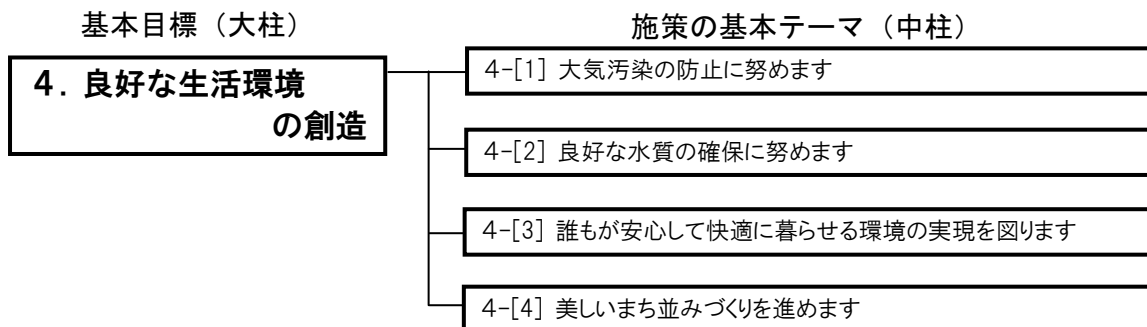 基本目標（大柱）
施策の基本テーマ（中柱）
４．良好な生活環境
の創造
4-[1] 大気汚染の防止に努めます
4-[2] 良好な水質の確保に努めます
4-[3] 誰もが安心して快適に暮らせる環境の実現を図ります
4-[4] 美しいまち並みづくりを進めます